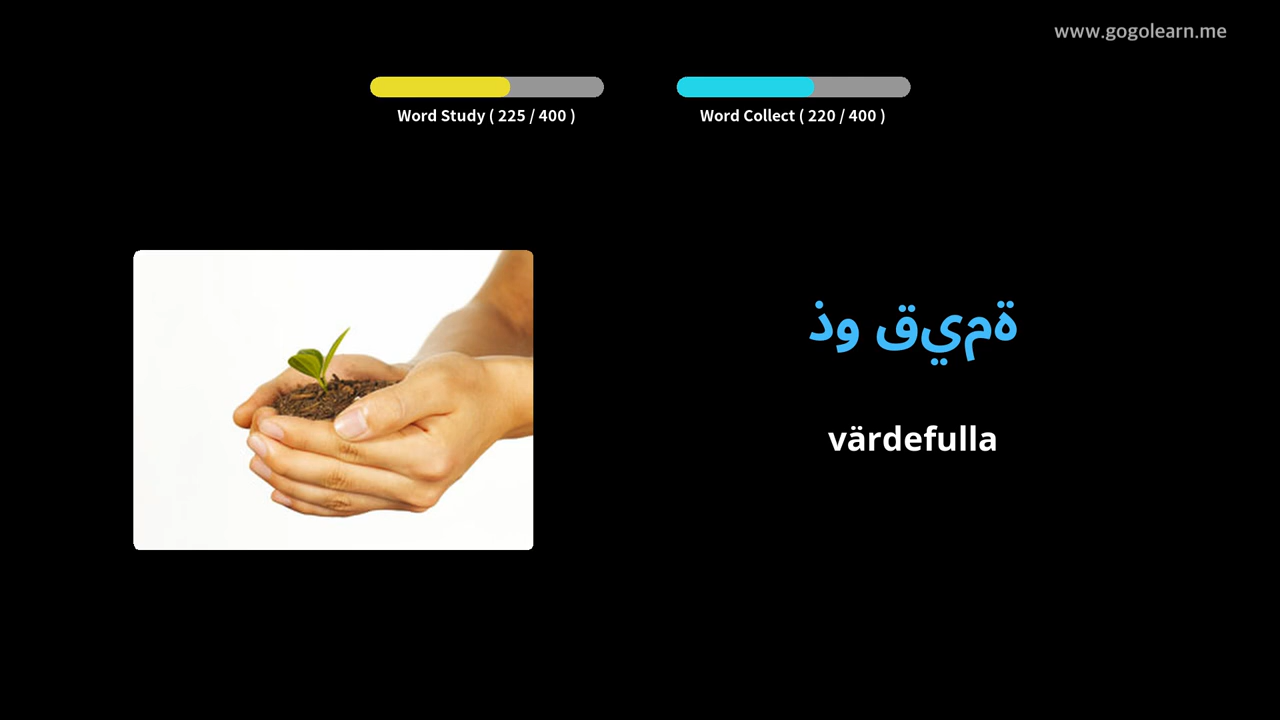 www.gogolearn.me
Word Study ( 225 / 400 )
Word Collect ( 220 / 400 )
ذو قيمة
värdefulla